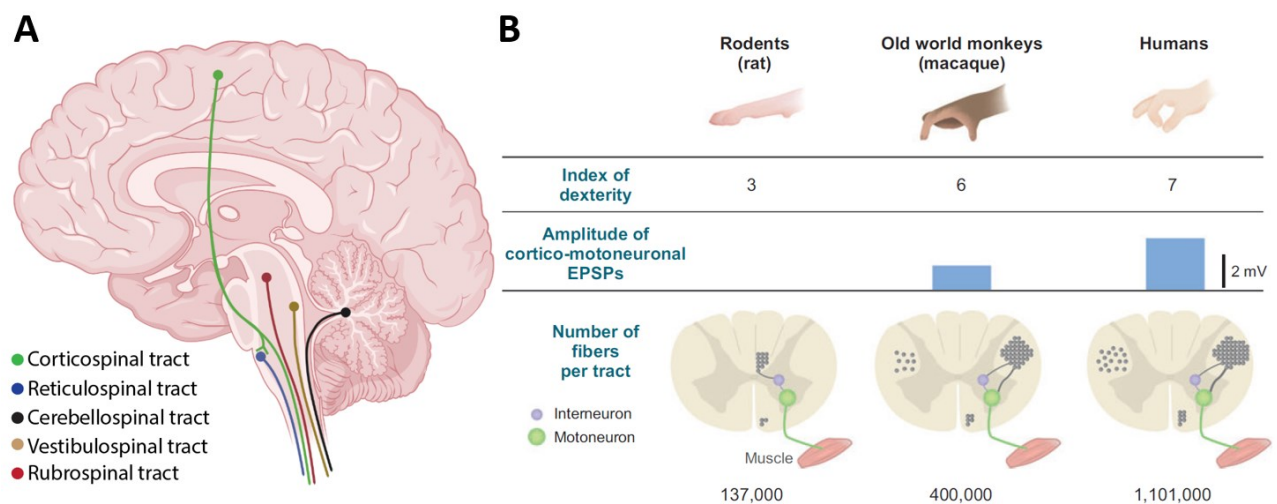 A
Corticospinal tract
Reticulospinal tract
Cerebellospinal tract
Vestibulospinal tract
Rubrospinal tract
B
Rodents
(rat)
Old world monkeys
(macaque)
Humans
Index of
dexterity
3
6
7
Amplitude of
cortico-motoneuronal
EPSPs
2 mV
Number of
fibers
per tract
Interneuron
Motoneuron
Muscle
137,000
400,000
1,101,000